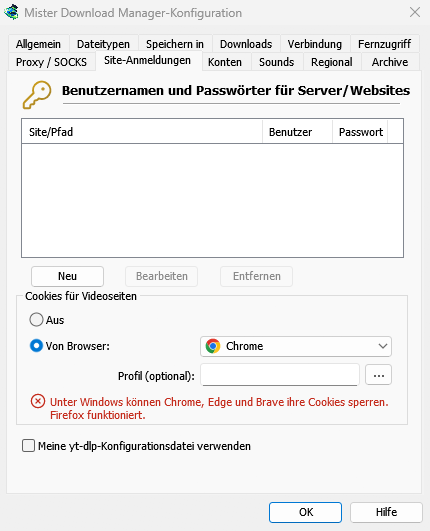 Mister Download Manager-Konfiguration
Allgemein Dateitypen Speichern in Downloads Verbindung Fernzugriff
Proxy / SOCKS Site-Anmeldungen Konten Sounds Regional Archive
Benutzernamen und Passwörter für Server/Websites
Site/Pfad Benutzer Passwort
Neu Bearbeiten Entfernen
Cookies für Videoseiten
Aus
Von Browser: Chrome
Profil (optional): ...
Unter Windows können Chrome, Edge und Brave ihre Cookies sperren.
Firefox funktioniert.
Meine yt-dlp-Konfigurationsdatei verwenden
OK Hilfe